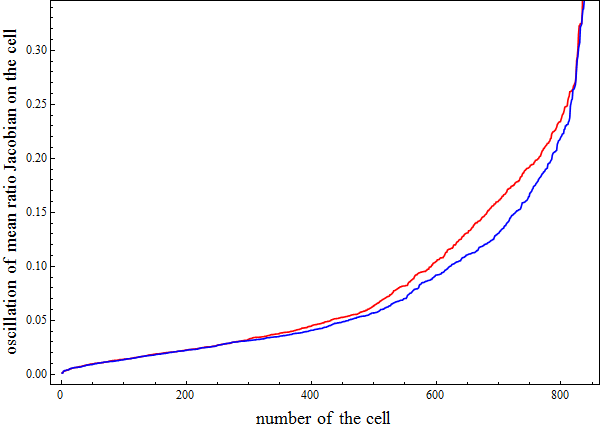 oscillation of mean ratio Jacobian on the cell
0.30
0.25
0.20
0.15
0.10
0.05
0.00
0 200 400 600 800
number of the cell